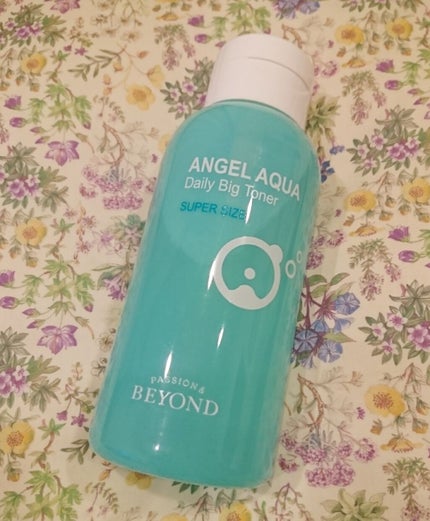 ANGEL AQUA
Daily Big Toner
SUPER SIZE
PASSION &
BEYOND